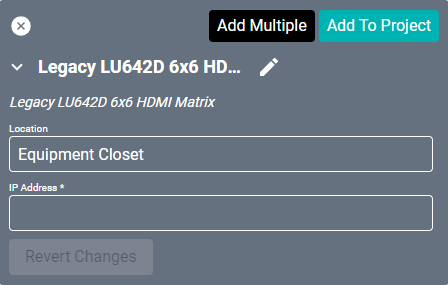 Add Multiple Add To Project
Legacy LU642D 6x6 HD...
Legacy LU642D 6x6 HDMI Matrix
Location
Equipment Closet
IP Address *
Revert Changes